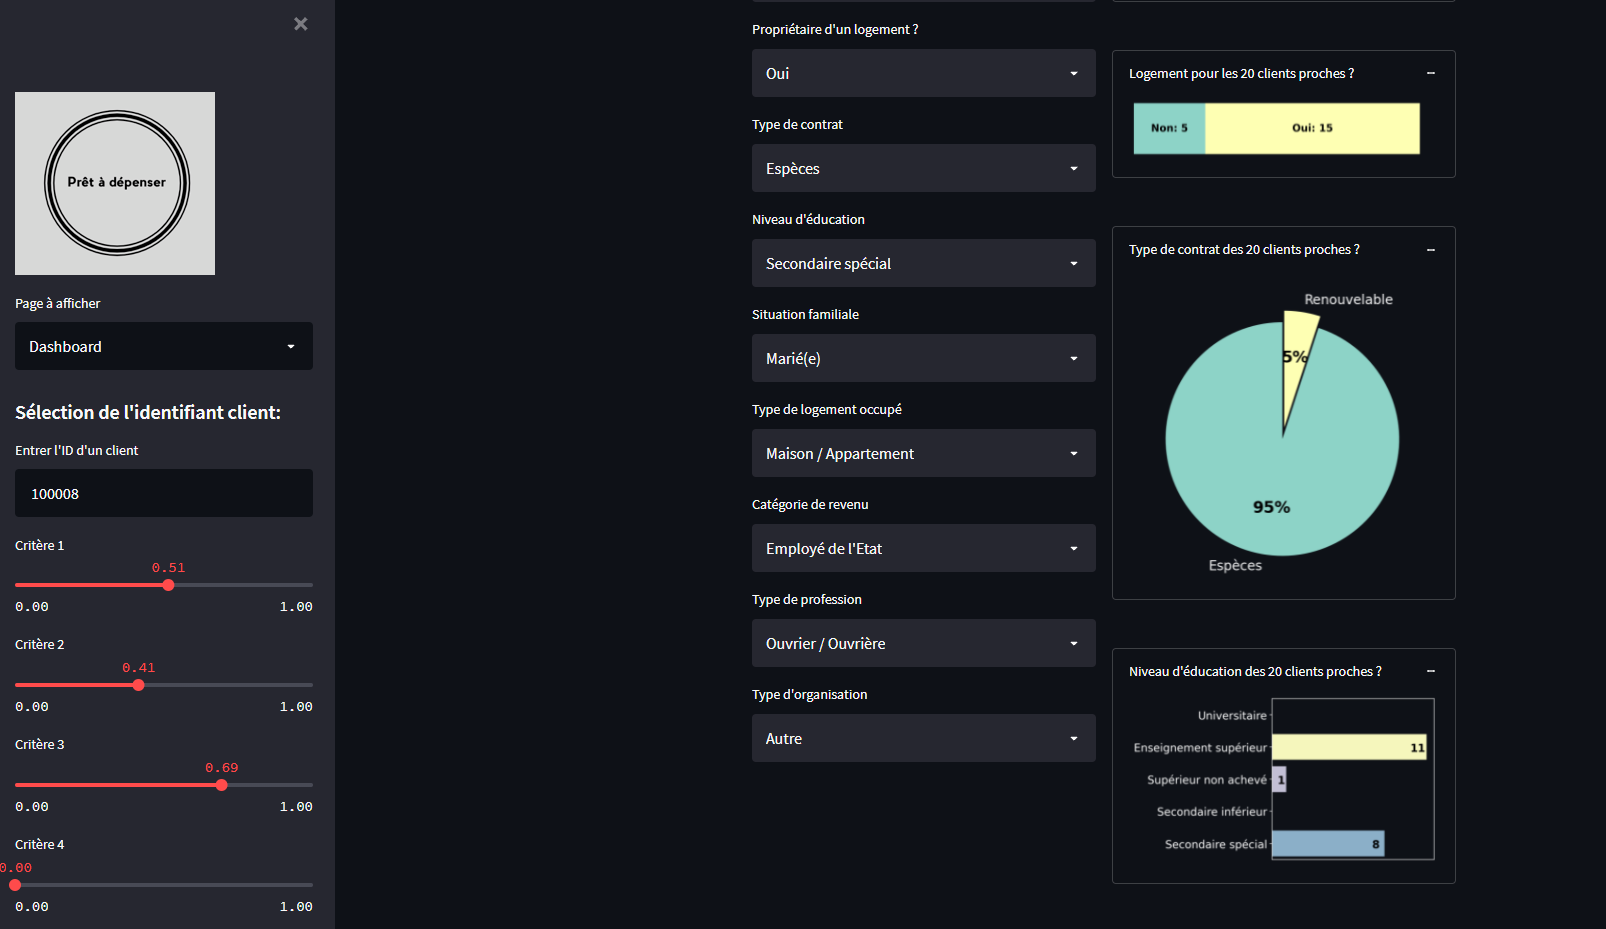 ×
Prêt à dépenser
Page à afficher
Dashboard
Sélection de l'identifiant client:
Entrer l'ID d'un client
100008
Critère 1
0.51
0.00 1.00
Critère 2
0.41
0.00 1.00
Critère 3
0.69
0.00 1.00
Critère 4
0.00
0.00 1.00
Propriétaire d'un logement ?
Oui
Type de contrat
Espèces
Niveau d'éducation
Secondaire spécial
Situation familiale
Marié(e)
Type de logement occupé
Maison / Appartement
Catégorie de revenu
Employé de l'Etat
Type de profession
Ouvrier / Ouvrière
Type d'organisation
Autre
Logement pour les 20 clients proches ?
Non: 5 Oui: 15
Type de contrat des 20 clients proches ?
Renouvelable
5%
95%
Espèces
Niveau d'éducation des 20 clients proches ?
Universitaire
Enseignement supérieur 11
Supérieur non achevé 1
Secondaire inférieur
Secondaire spécial 8